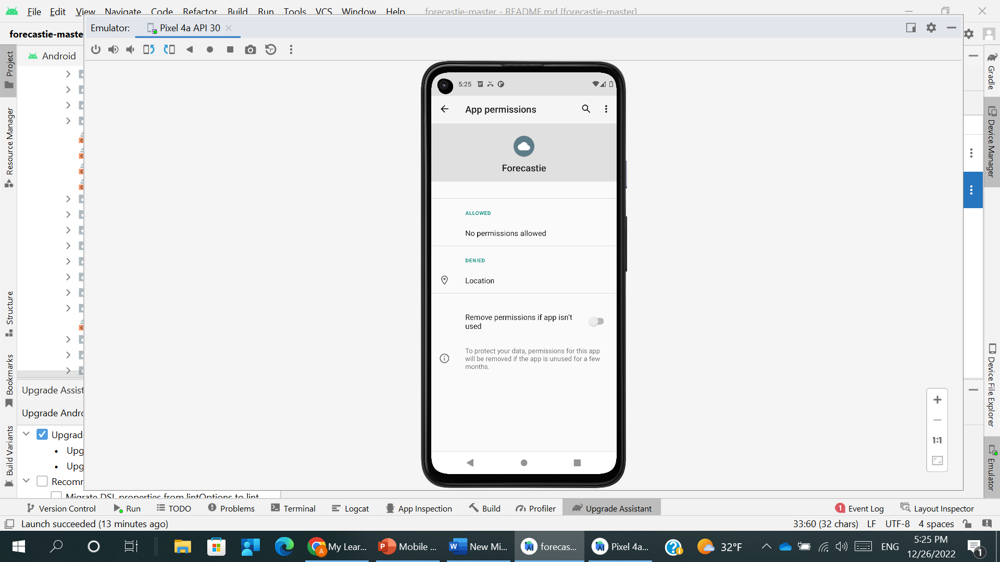 File Edit View Navigate Code Refactor Build Run Tools VCS Window Help forecastie-master - README.md [forecastie-master]
Emulator: Pixel 4a API 30
forecastie-maste
Android
Project
Resource Manager
Structure
Bookmarks
Build Variants
Gradle
Device Manager
Device File Explorer
Emulator
5:25
App permissions
Forecastie
ALLOWED
No permissions allowed
DENIED
Location
Remove permissions if app isn't
used
To protect your data, permissions for this app
will be removed if the app is unused for a few
months.
1:1
Upgrade Assist
Upgrade Andro
Upgrad
Upg
Upg
Recomm
Migrate DSL properties from lintOptions to lint
Version Control Run TODO Problems Terminal Logcat App Inspection Build Profiler Upgrade Assistant 1 Event Log Layout Inspector
Launch succeeded (13 minutes ago) 33:60 (32 chars) LF UTF-8 4 spaces
My Lear... Mobile ... New Mi... forecas... Pixel 4a... 32°F ENG
5:25 PM
12/26/2022
1